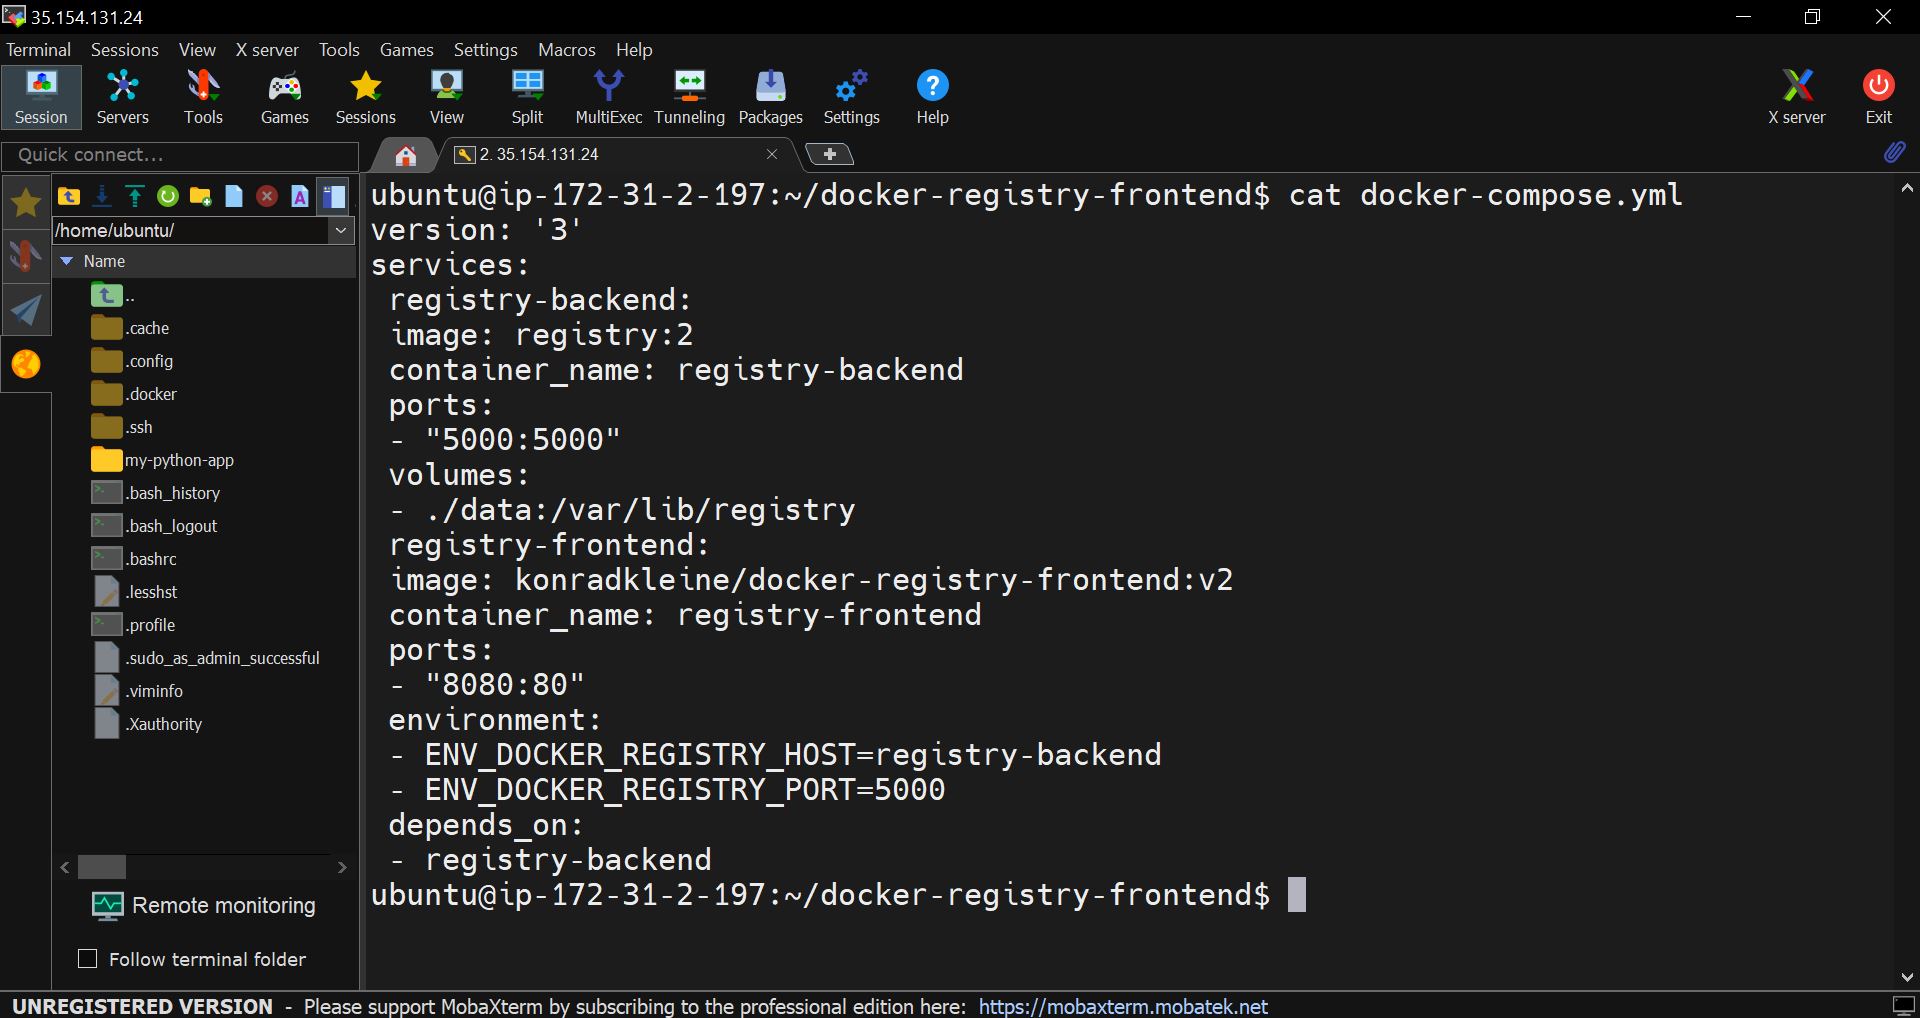 35.154.131.24
Terminal Sessions View X server Tools Games Settings Macros Help
Session Servers Tools Games Sessions View Split MultiExec Tunneling Packages Settings Help X server Exit
Quick connect...
2. 35.154.131.24
/home/ubuntu/
Name
..
.cache
.config
.docker
.ssh
my-python-app
.bash_history
.bash_logout
.bashrc
.lesshst
.profile
.sudo_as_admin_successful
.viminfo
.Xauthority
Remote monitoring
Follow terminal folder
ubuntu@ip-172-31-2-197:~/docker-registry-frontend$ cat docker-compose.yml
version: '3'
services:
 registry-backend:
 image: registry:2
 container_name: registry-backend
 ports:
 - "5000:5000"
 volumes:
 - ./data:/var/lib/registry
 registry-frontend:
 image: konradkleine/docker-registry-frontend:v2
 container_name: registry-frontend
 ports:
 - "8080:80"
 environment:
 - ENV_DOCKER_REGISTRY_HOST=registry-backend
 - ENV_DOCKER_REGISTRY_PORT=5000
 depends_on:
 - registry-backend
ubuntu@ip-172-31-2-197:~/docker-registry-frontend$
UNREGISTERED VERSION - Please support MobaXterm by subscribing to the professional edition here: https://mobaxterm.mobatek.net